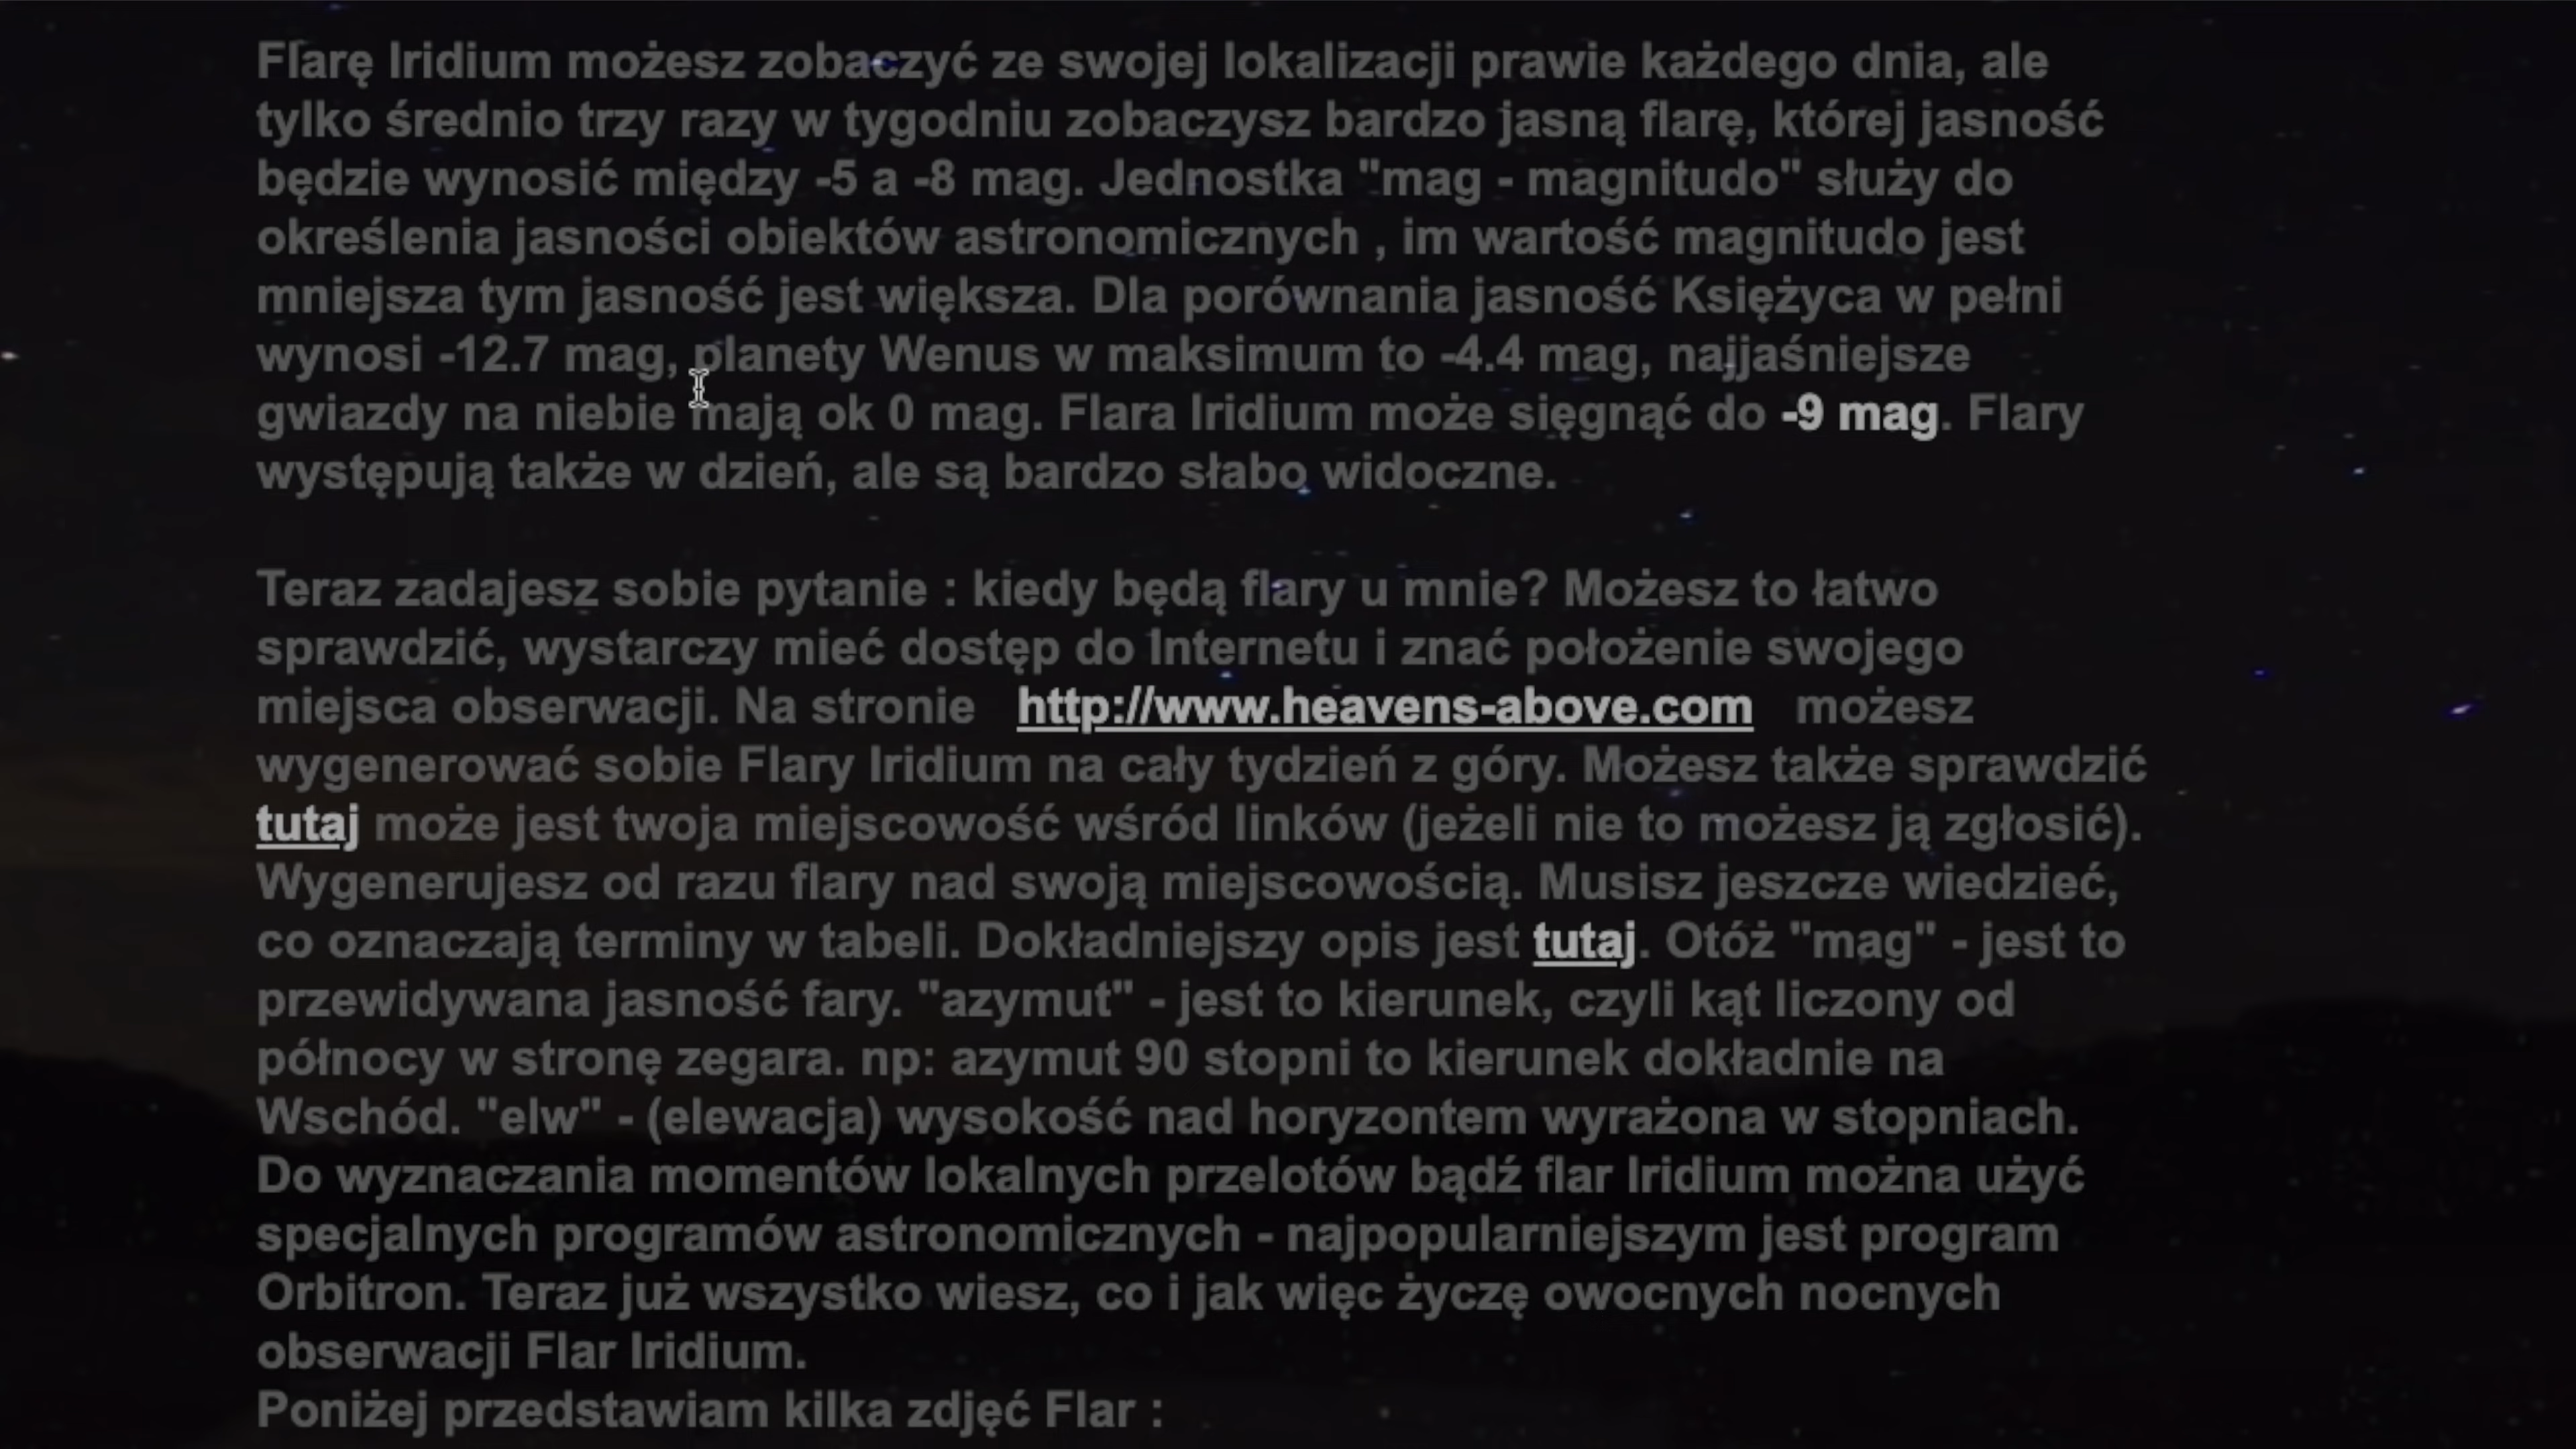 Flarę Iridium możesz zobaczyć ze swojej lokalizacji prawie każdego dnia, ale
tylko średnio trzy razy w tygodniu zobaczysz bardzo jasną flarę, której jasność
będzie wynosić między -5 a -8 mag. Jednostka "mag - magnitudo" służy do
określenia jasności obiektów astronomicznych , im wartość magnitudo jest
mniejsza tym jasność jest większa. Dla porównania jasność Księżyca w pełni
wynosi -12.7 mag, planety Wenus w maksimum to -4.4 mag, najjaśniejsze
gwiazdy na niebie mają ok 0 mag. Flara Iridium może sięgnąć do -9 mag. Flary
występują także w dzień, ale są bardzo słabo widoczne.
Teraz zadajesz sobie pytanie : kiedy będą flary u mnie? Możesz to łatwo
sprawdzić, wystarczy mieć dostęp do Internetu i znać położenie swojego
miejsca obserwacji. Na stronie http://www.heavens-above.com możesz
wygenerować sobie Flary Iridium na cały tydzień z góry. Możesz także sprawdzić
tutaj może jest twoja miejscowość wśród linków (jeżeli nie to możesz ją zgłosić).
Wygenerujesz od razu flary nad swoją miejscowością. Musisz jeszcze wiedzieć,
co oznaczają terminy w tabeli. Dokładniejszy opis jest tutaj. Otóż "mag" - jest to
przewidywana jasność fary. "azymut" - jest to kierunek, czyli kąt liczony od
północy w stronę zegara. np: azymut 90 stopni to kierunek dokładnie na
Wschód. "elw" - (elewacja) wysokość nad horyzontem wyrażona w stopniach.
Do wyznaczania momentów lokalnych przelotów bądź flar Iridium można użyć
specjalnych programów astronomicznych - najpopularniejszym jest program
Orbitron. Teraz już wszystko wiesz, co i jak więc życzę owocnych nocnych
obserwacji Flar Iridium.
Poniżej przedstawiam kilka zdjęć Flar :